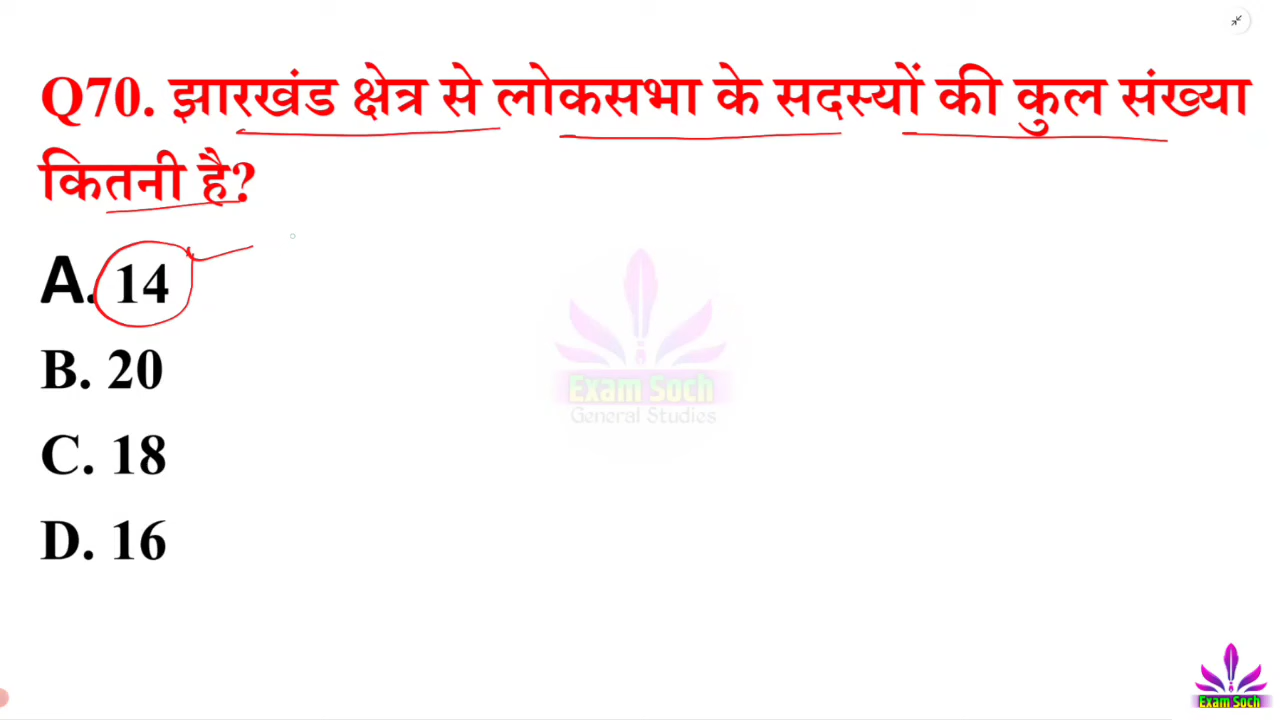 Q70. झारखंड क्षेत्र से लोकसभा के सदस्यों की कुल संख्या
कितनी है?
A. 14
B. 20
C. 18
D. 16
Exam Soch
General Studies
Exam Soch